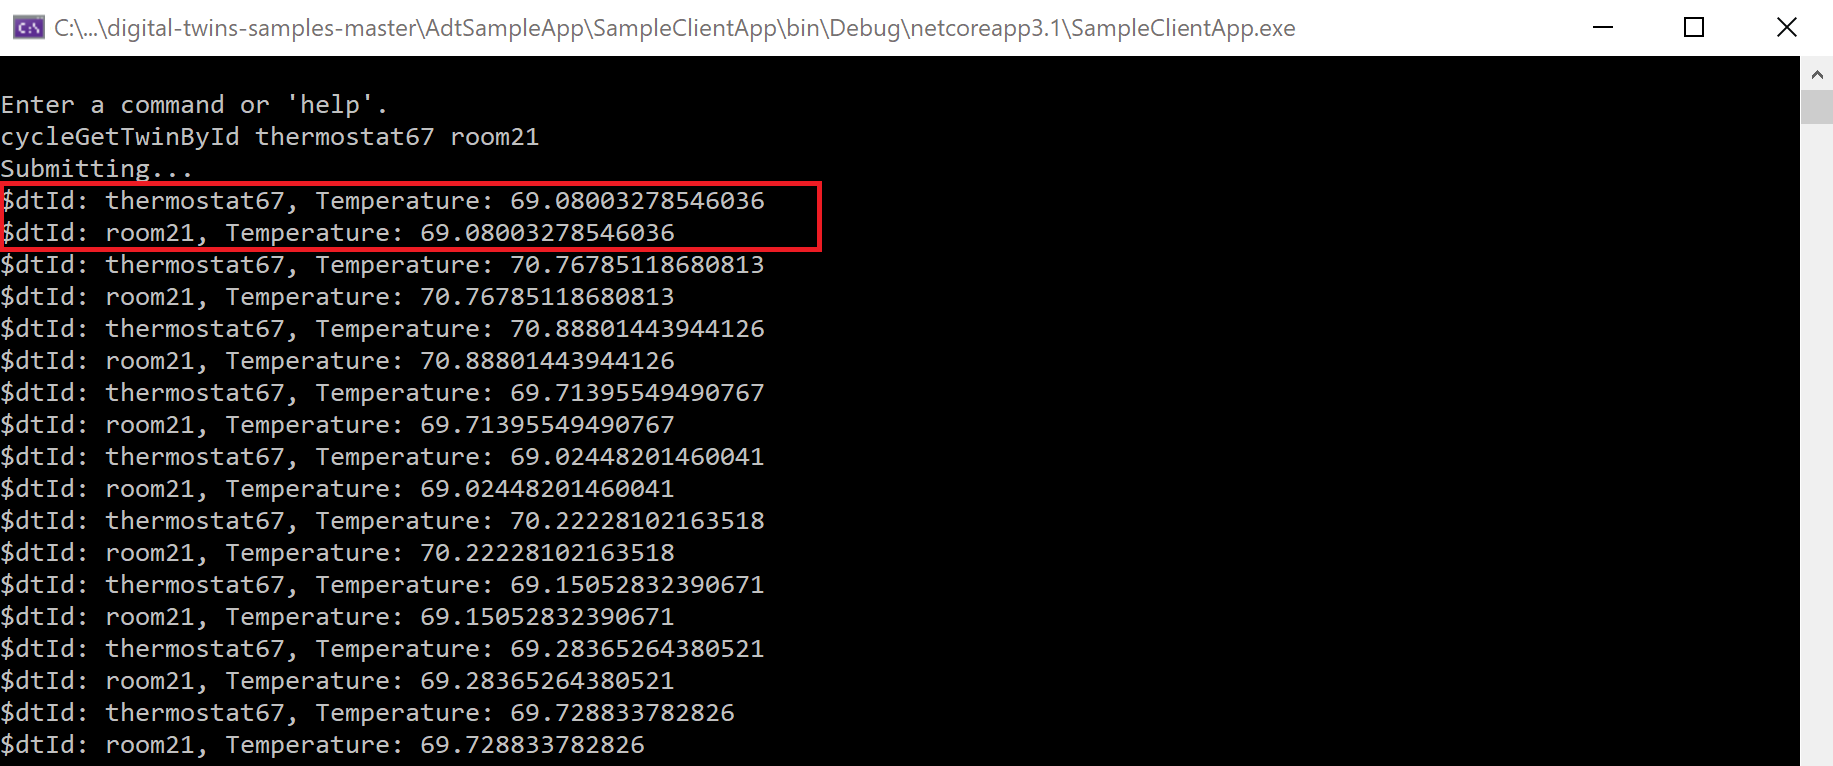 C:\...\digital-twins-samples-master\AdtSampleApp\SampleClientApp\bin\Debug\netcoreapp3.1\SampleClientApp.exe
Enter a command or 'help'.
cycleGetTwinById thermostat67 room21
Submitting...
$dtId: thermostat67, Temperature: 69.08003278546036
$dtId: room21, Temperature: 69.08003278546036
$dtId: thermostat67, Temperature: 70.76785118680813
$dtId: room21, Temperature: 70.76785118680813
$dtId: thermostat67, Temperature: 70.88801443944126
$dtId: room21, Temperature: 70.88801443944126
$dtId: thermostat67, Temperature: 69.71395549490767
$dtId: room21, Temperature: 69.71395549490767
$dtId: thermostat67, Temperature: 69.02448201460041
$dtId: room21, Temperature: 69.02448201460041
$dtId: thermostat67, Temperature: 70.22228102163518
$dtId: room21, Temperature: 70.22228102163518
$dtId: thermostat67, Temperature: 69.15052832390671
$dtId: room21, Temperature: 69.15052832390671
$dtId: thermostat67, Temperature: 69.28365264380521
$dtId: room21, Temperature: 69.28365264380521
$dtId: thermostat67, Temperature: 69.728833782826
$dtId: room21, Temperature: 69.728833782826